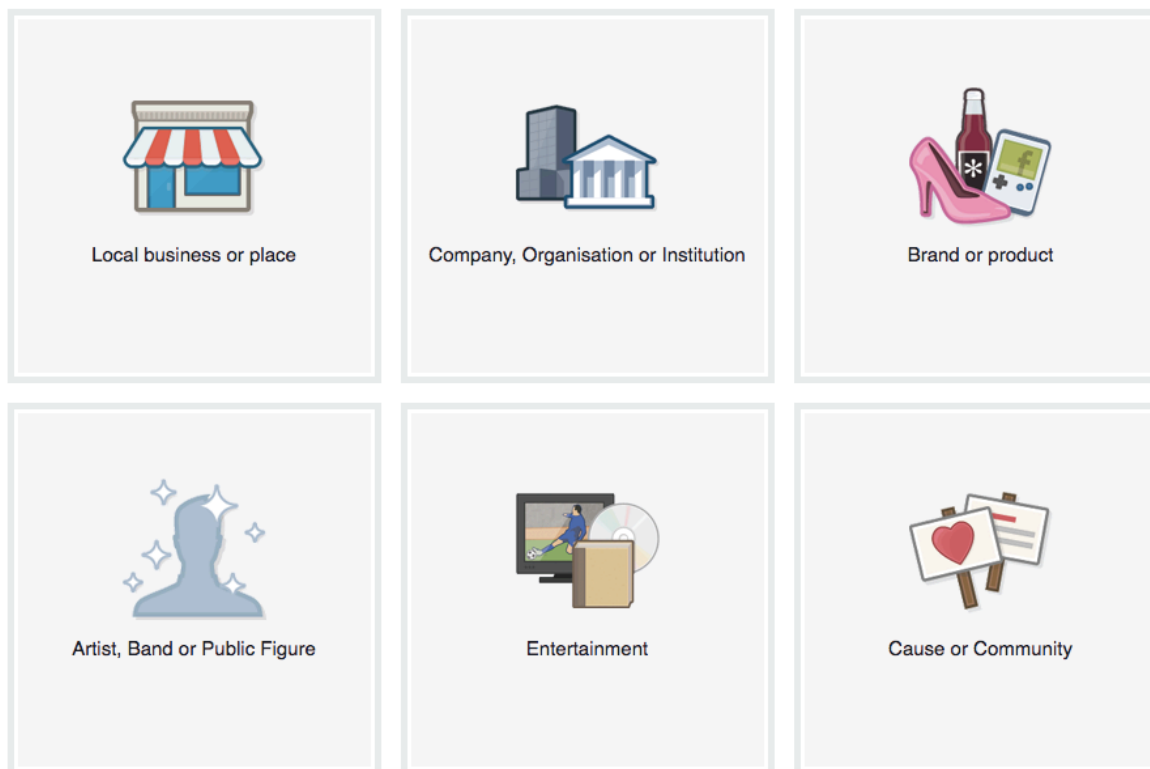 Local business or place
Company, Organisation or Institution
Brand or product
Artist, Band or Public Figure
Entertainment
Cause or Community